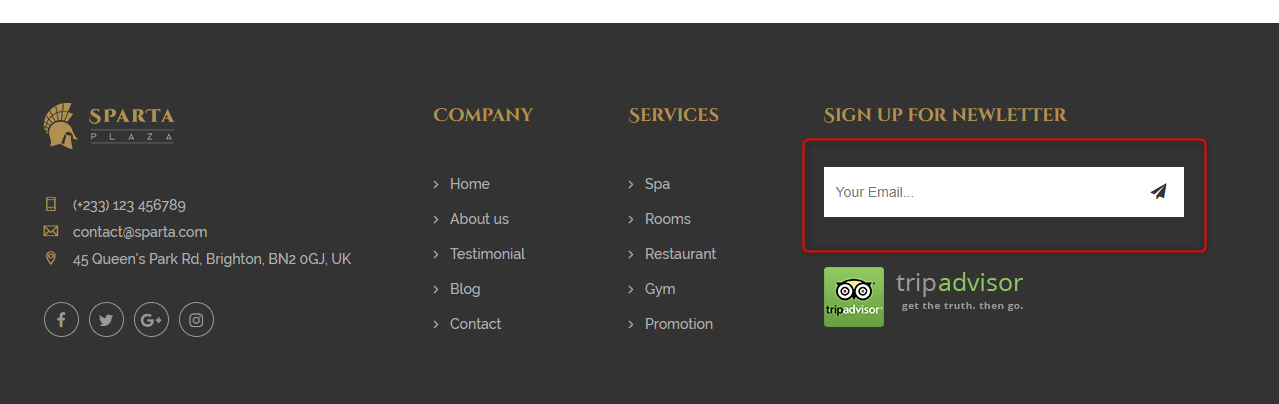 SPARTA
PLAZA
(+233) 123 456789
contact@sparta.com
45 Queen's Park Rd, Brighton, BN2 0GJ, UK
COMPANY
Home
About us
Testimonial
Blog
Contact
SERVICES
Spa
Rooms
Restaurant
Gym
Promotion
SIGN UP FOR NEWLETTER
Your Email...
tripadvisor
tripadvisor
get the truth. then go.